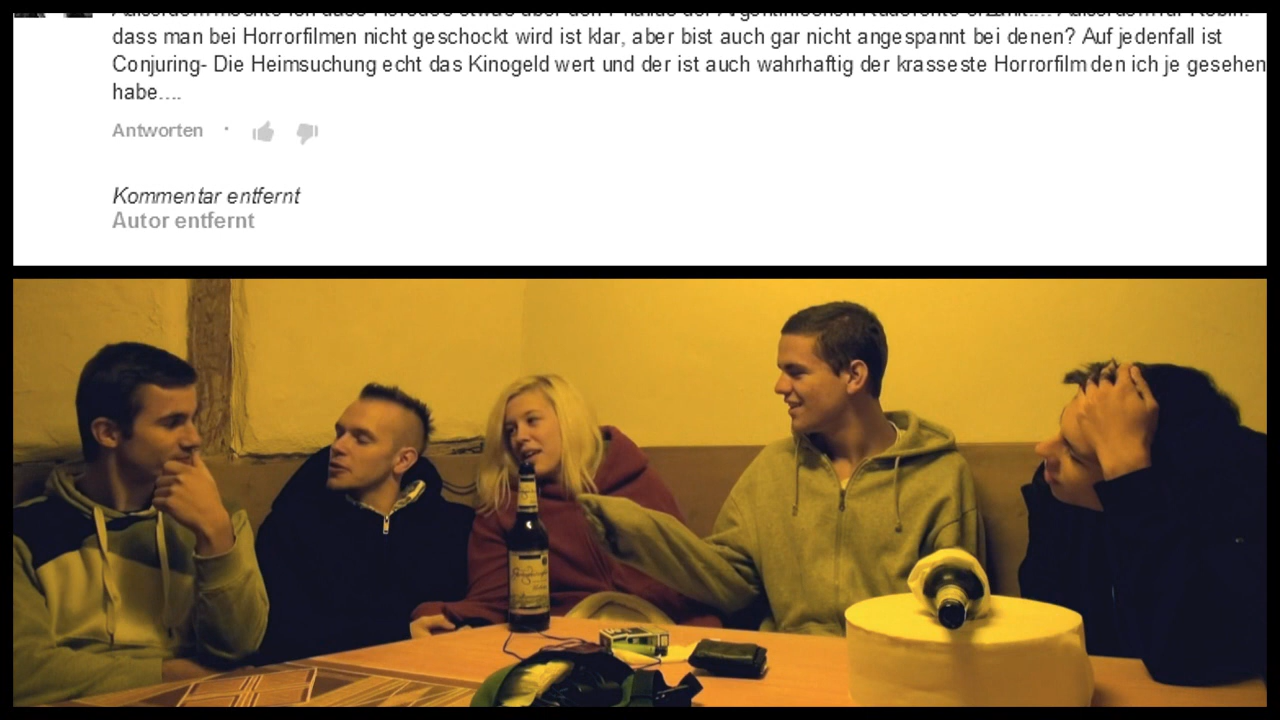 dass man bei Horrorfilmen nicht geschockt wird ist klar, aber bist auch gar nicht angespannt bei denen? Auf jedenfall ist
Conjuring- Die Heimsuchung echt das Kinogeld wert und der ist auch wahrhaftig der krasseste Horrorfilm den ich je gesehen
habe....
Antworten ·
Kommentar entfernt
Autor entfernt